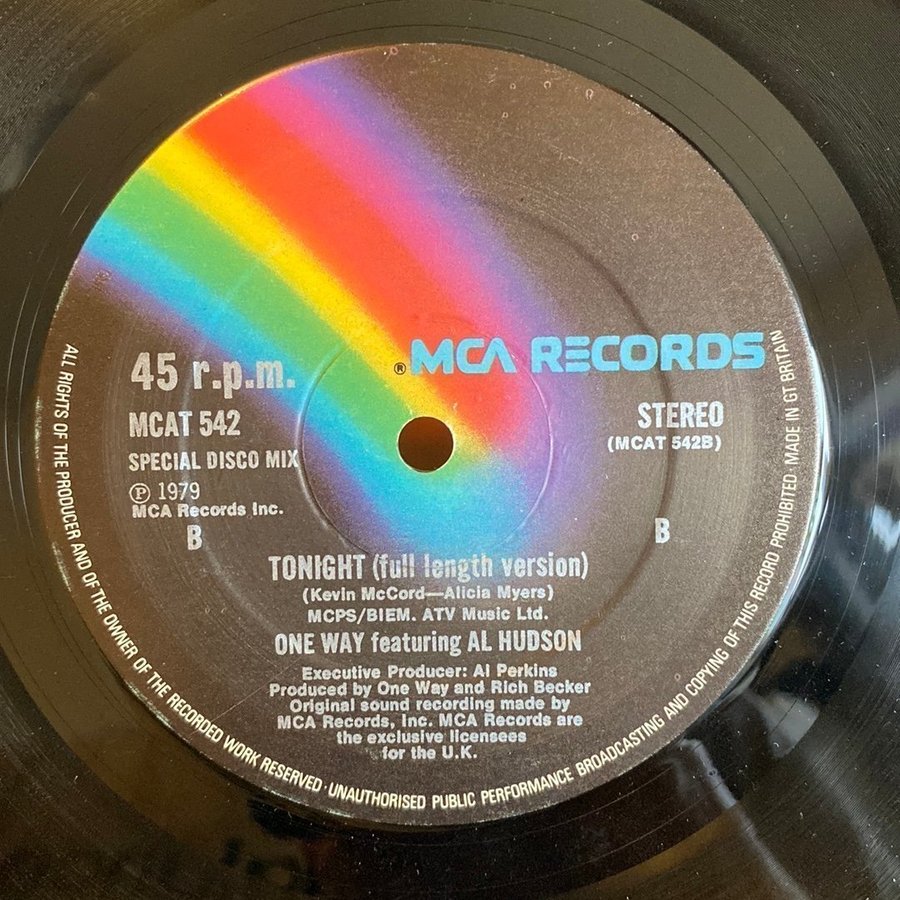 ® MCA RECORDS
45 r.p.m.
MCAT 542
SPECIAL DISCO MIX
Ⓟ 1979
MCA Records Inc.
B
STEREO
(MCAT 542B)
B
TONIGHT (full length version)
(Kevin McCord—Alicia Myers)
MCPS/BIEM. ATV Music Ltd.
ONE WAY featuring AL HUDSON
Executive Producer: Al Perkins
Produced by One Way and Rich Becker
Original sound recording made by
MCA Records, Inc. MCA Records are
the exclusive licensees
for the U.K.
ALL RIGHTS OF THE PRODUCER AND OF THE OWNER OF THE RECORDED WORK RESERVED · UNAUTHORISED PUBLIC PERFORMANCE BROADCASTING AND COPYING OF THIS RECORD PROHIBITED · MADE IN GT BRITAIN